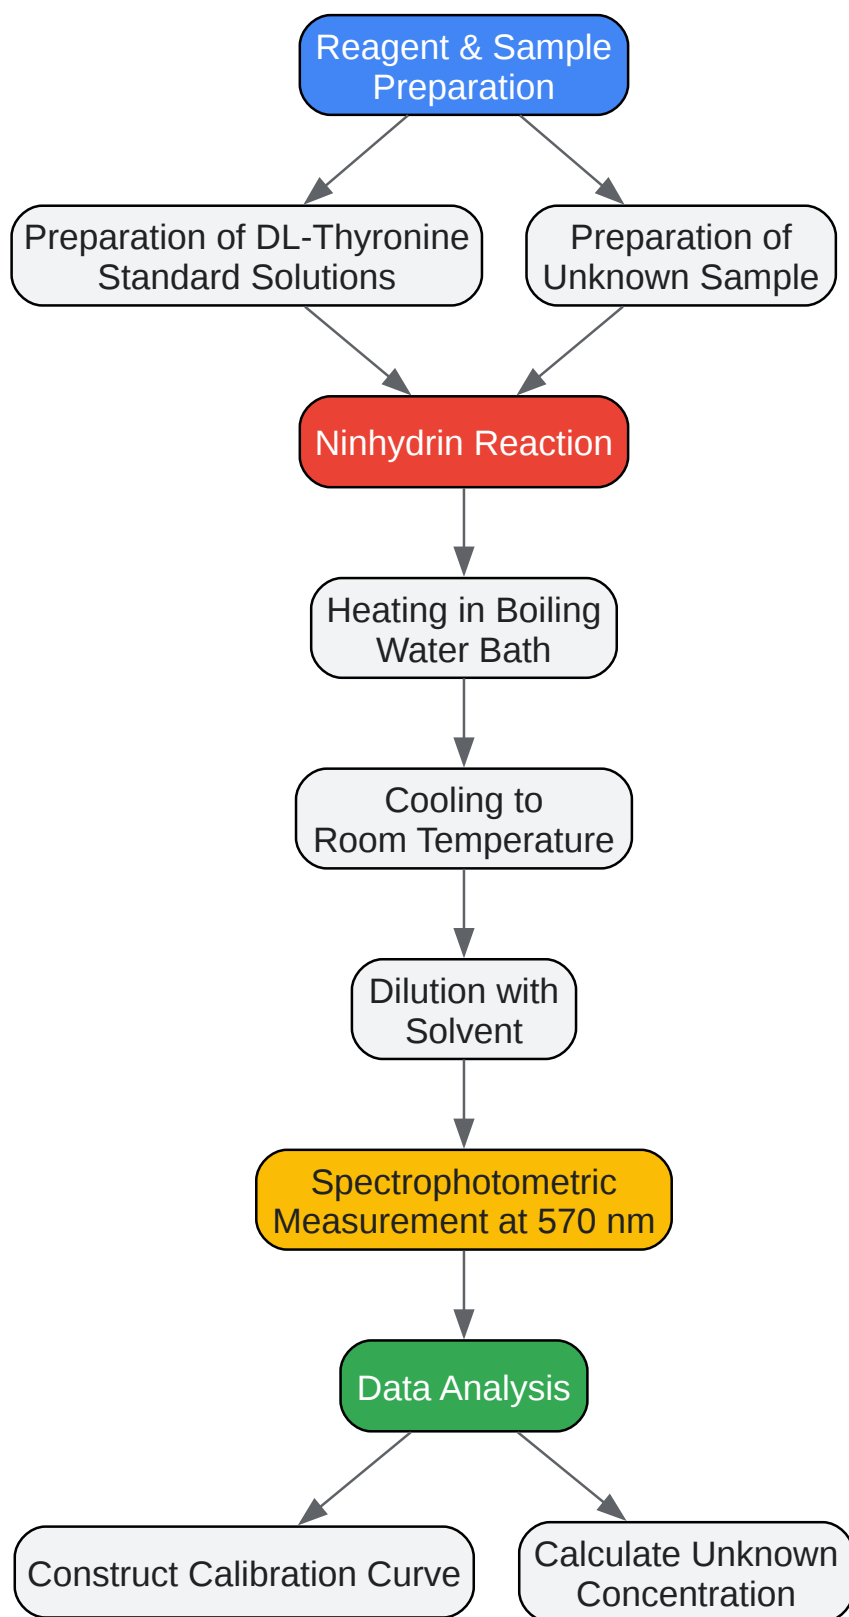 Reagent & Sample
Preparation
Preparation of DL-Thyronine
Standard Solutions
Preparation of
Unknown Sample
Ninhydrin Reaction
Heating in Boiling
Water Bath
Cooling to
Room Temperature
Dilution with
Solvent
Spectrophotometric
Measurement at 570 nm
Data Analysis
Construct Calibration Curve
Calculate Unknown
Concentration